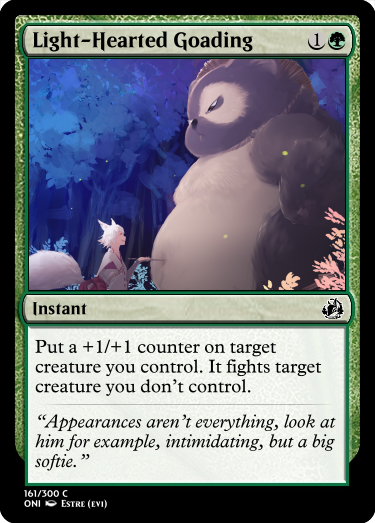 Light-Hearted Goading 1
Instant
Put a +1/+1 counter on target
creature you control. It fights target
creature you don't control.
“Appearances aren't everything, look at
him for example, intimidating, but a big
softie.”
161/300 C
ONI Estre (evi)